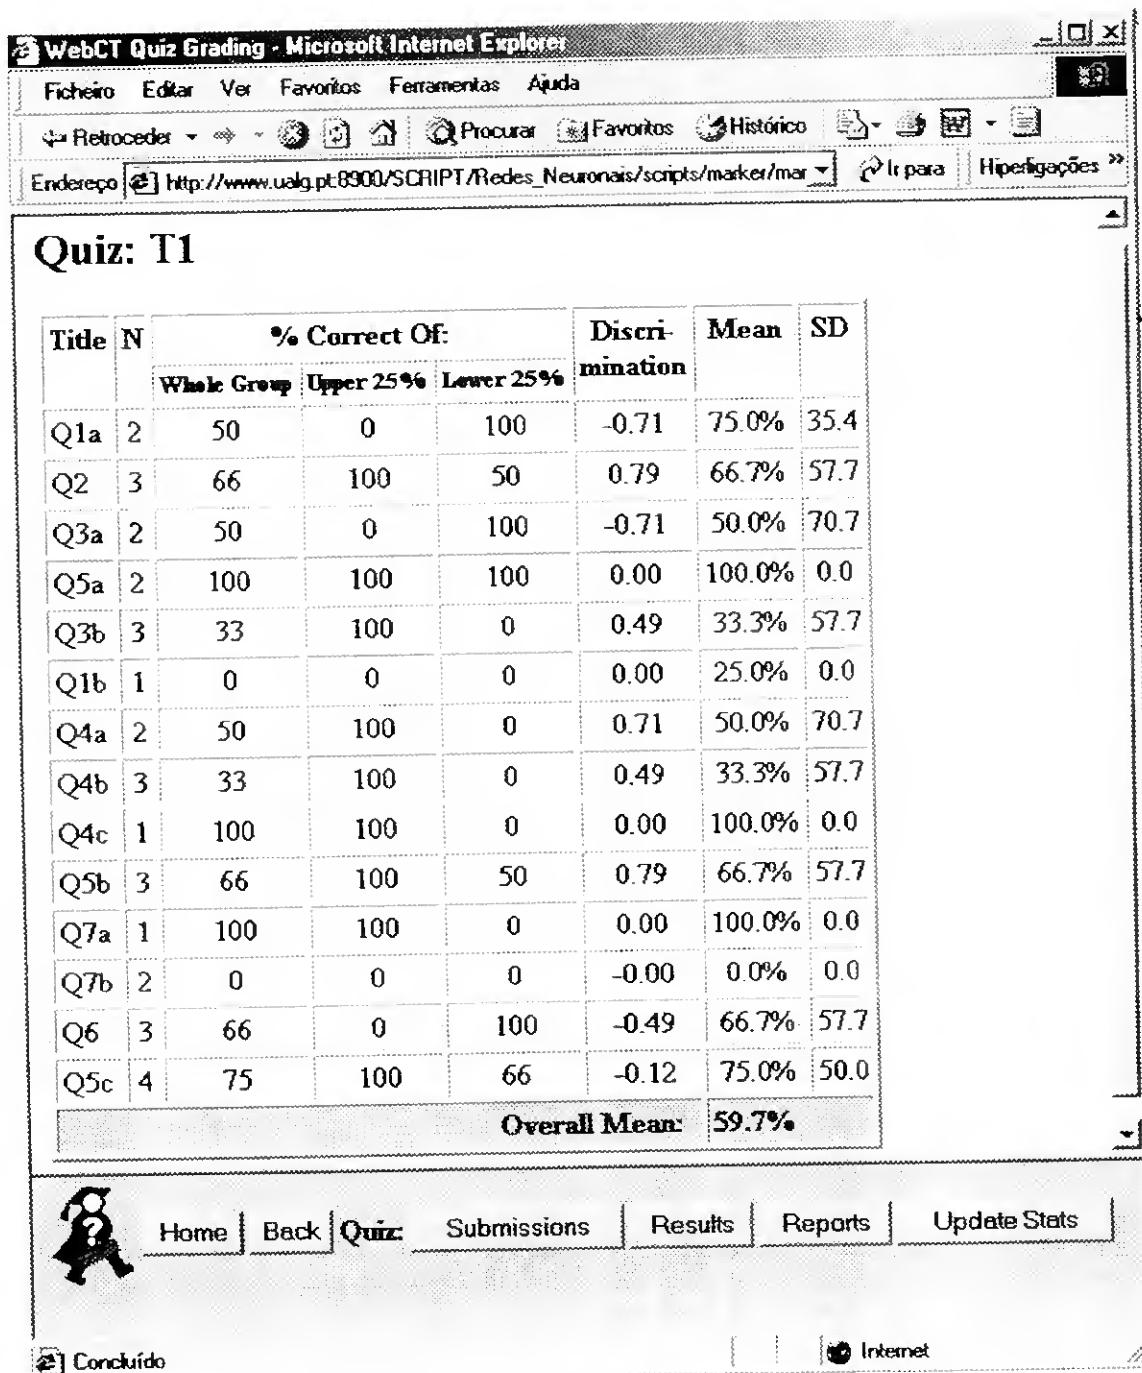 WebCT Quiz Grading - Microsoft Internet Explorer
Ficheiro Editar Ver Favoritos Ferramentas Ajuda
Retroceder Procurar Favoritos Histórico
Endereço http://www.ualg.pt:8900/SCRIPT/Redes_Neuronais/scripts/marker/mar Ir para Hiperligações »
Quiz: T1
Title N % Correct Of: Discri- Mean SD
Whole Group Upper 25% Lower 25% mination
Q1a 2 50 0 100 -0.71 75.0% 35.4
Q2 3 66 100 50 0.79 66.7% 57.7
Q3a 2 50 0 100 -0.71 50.0% 70.7
Q5a 2 100 100 100 0.00 100.0% 0.0
Q3b 3 33 100 0 0.49 33.3% 57.7
Q1b 1 0 0 0 0.00 25.0% 0.0
Q4a 2 50 100 0 0.71 50.0% 70.7
Q4b 3 33 100 0 0.49 33.3% 57.7
Q4c 1 100 100 0 0.00 100.0% 0.0
Q5b 3 66 100 50 0.79 66.7% 57.7
Q7a 1 100 100 0 0.00 100.0% 0.0
Q7b 2 0 0 0 -0.00 0.0% 0.0
Q6 3 66 0 100 -0.49 66.7% 57.7
Q5c 4 75 100 66 -0.12 75.0% 50.0
Overall Mean: 59.7%
? Home Back Quiz: Submissions Results Reports Update Stats
Concluído Internet